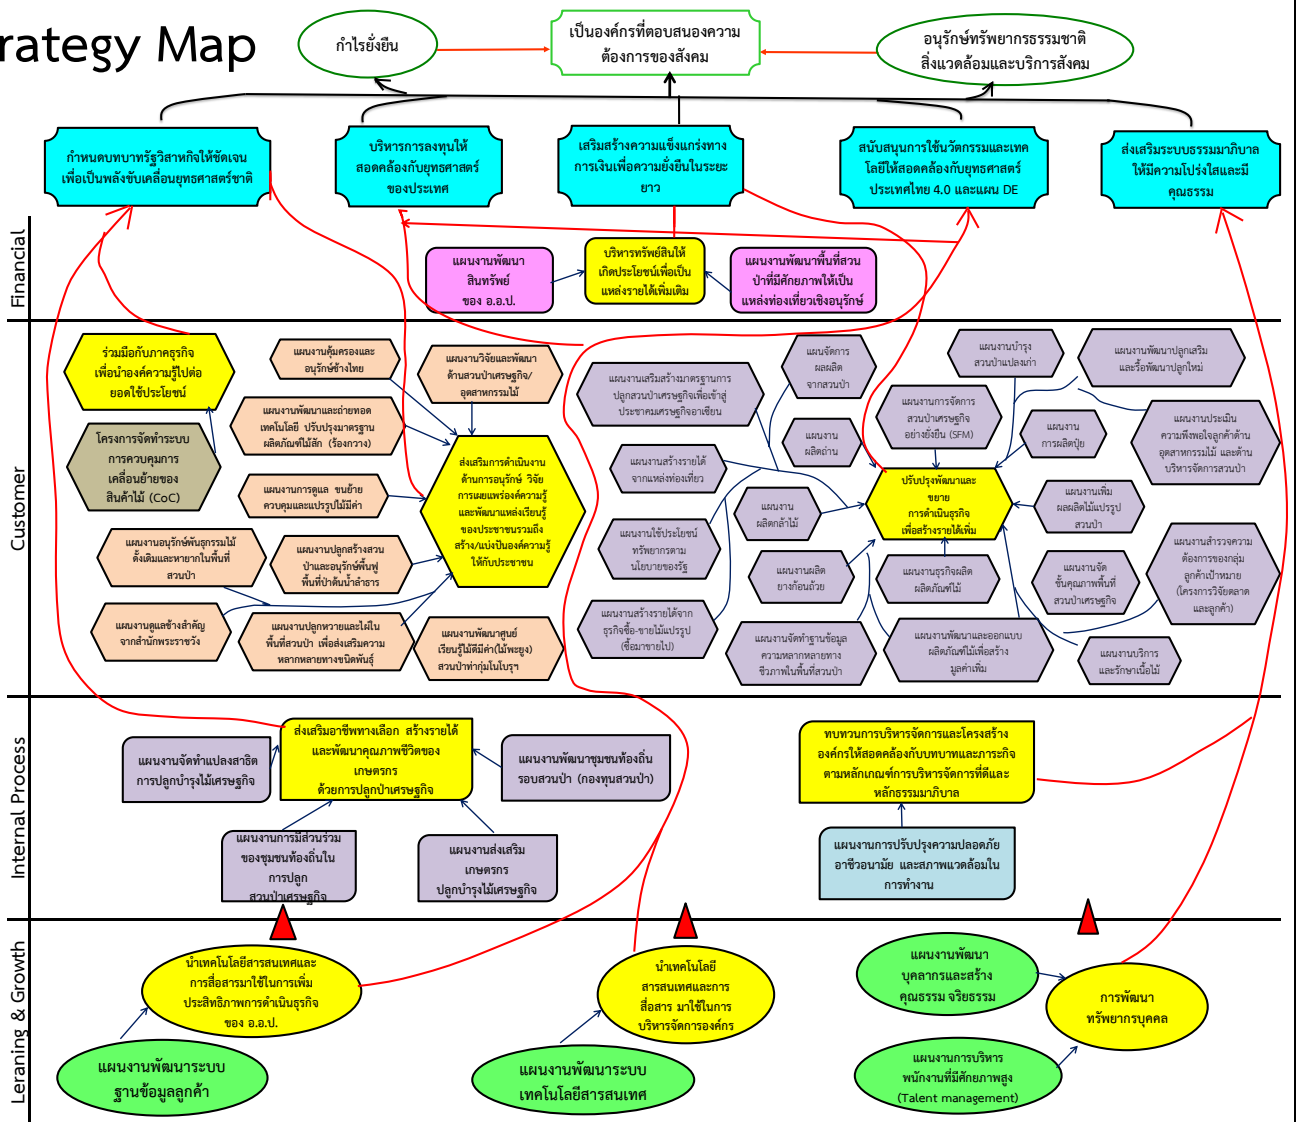 rategy Map
กำไรยั่งยืน
เป็นองค์กรที่ตอบสนองความ
ต้องการของสังคม
อนุรักษ์ทรัพยากรธรรมชาติ
สิ่งแวดล้อมและบริการสังคม
กำหนดบทบาทรัฐวิสาหกิจให้ชัดเจน
เพื่อเป็นพลังขับเคลื่อนยุทธศาสตร์ชาติ
บริหารการลงทุนให้
สอดคล้องกับยุทธศาสตร์
ของประเทศ
เสริมสร้างความแข็งแกร่งทาง
การเงินเพื่อความยั่งยืนในระยะ
ยาว
สนับสนุนการใช้นวัตกรรมและเทค
โลยีให้สอดคล้องกับยุทธศาสตร์
ประเทศไทย 4.0 และแผน DE
ส่งเสริมระบบธรรมมาภิบาล
ให้มีความโปร่งใสและมี
คุณธรรม
Financial
แผนงานพัฒนา
สินทรัพย์
ของ อ.อ.ป.
บริหารทรัพย์สินให้
เกิดประโยชน์เพื่อเป็น
แหล่งรายได้เพิ่มเติม
แผนงานพัฒนาพื้นที่สวน
ป่าที่มีศักยภาพให้เป็น
แหล่งท่องเที่ยวเชิงอนุรักษ์
Customer
ร่วมมือกับภาคธุรกิจ
เพื่อนำองค์ความรู้ไปต่อ
ยอดใช้ประโยชน์
โครงการจัดทำระบบ
การควบคุมการ
เคลื่อนย้ายของ
สินค้าไม้ (CoC)
แผนงานคุ้มครองและ
อนุรักษ์ช้างไทย
แผนงานวิจัยและพัฒนา
ด้านสวนป่าเศรษฐกิจ/
อุตสาหกรรมไม้
แผนงานพัฒนาและถ่ายทอด
เทคโนโลยี ปรับปรุงมาตรฐาน
ผลิตภัณฑ์ไม้สัก (ร้องกวาง)
แผนงานการดูแล ขนย้าย
ควบคุมและแปรรูปไม้มีค่า
ส่งเสริมการดำเนินงาน
ด้านการอนุรักษ์ วิจัย
การเผยแพร่องค์ความรู้
และพัฒนาแหล่งเรียนรู้
ของประชาชนรวมถึง
สร้าง/แบ่งปันองค์ความรู้
ให้กับประชาชน
แผนงานอนุรักษ์พันธุกรรมไม้
ดั้งเดิมและหายากในพื้นที่
สวนป่า
แผนงานปลูกสร้างสวน
ป่าและอนุรักษ์พื้นฟู
พื้นที่ป่าต้นน้ำลำธาร
แผนงานดูแลช้างสำคัญ
จากสำนักพระราชวัง
แผนงานปลูกหวายและไผ่ใน
พื้นที่สวนป่า เพื่อส่งเสริมความ
หลากหลายทางชนิดพันธุ์
แผนงานพัฒนาศูนย์
เรียนรู้ไม้ดีมีค่า(ไม้พะยูง)
สวนป่าท่ากุ่มโนโบรุฯ
แผนงานเสริมสร้างมาตรฐานการ
ปลูกสวนป่าเศรษฐกิจเพื่อเข้าสู่
ประชาคมเศรษฐกิจอาเซียน
แผนจัดการ
ผลผลิต
จากสวนป่า
แผนงานบำรุง
สวนป่าแปลงเก่า
แผนงานพัฒนาปลูกเสริม
และรื้อพัฒนาปลูกใหม่
แผนงานการจัดการ
สวนป่าเศรษฐกิจ
อย่างยั่งยืน (SFM)
แผนงาน
ผลิตถ่าน
แผนงาน
การผลิตปุ๋ย
แผนงานประเมิน
ความพึงพอใจลูกค้าด้าน
อุตสาหกรรมไม้ และด้าน
บริหารจัดการสวนป่า
แผนงานสร้างรายได้
จากแหล่งท่องเที่ยว
ปรับปรุงพัฒนาและ
ขยาย
การดำเนินธุรกิจ
เพื่อสร้างรายได้เพิ่ม
แผนงาน
ผลิตกล้าไม้
แผนงานเพิ่ม
ผลผลิตไม้แปรรูป
สวนป่า
แผนงานใช้ประโยชน์
ทรัพยากรตาม
นโยบายของรัฐ
แผนงานผลิต
ยางก้อนถ้วย
แผนงานธุรกิจผลิต
ผลิตภัณฑ์ไม้
แผนงานจัด
ชั้นคุณภาพพื้นที่
สวนป่าเศรษฐกิจ
แผนงานสำรวจความ
ต้องการของกลุ่ม
ลูกค้าเป้าหมาย
(โครงการวิจัยตลาด
และลูกค้า)
แผนงานสร้างรายได้จาก
ธุรกิจซื้อ-ขายไม้แปรรูป
(ซื้อมาขายไป)
แผนงานจัดทำฐานข้อมูล
ความหลากหลายทาง
ชีวภาพในพื้นที่สวนป่า
แผนงานพัฒนาและออกแบบ
ผลิตภัณฑ์ไม้เพื่อสร้าง
มูลค่าเพิ่ม
แผนงานบริการ
และรักษาเนื้อไม้
Internal Process
แผนงานจัดทำแปลงสาธิต
การปลูกบำรุงไม้เศรษฐกิจ
ส่งเสริมอาชีพทางเลือก สร้างรายได้
และพัฒนาคุณภาพชีวิตของ
เกษตรกร
ด้วยการปลูกป่าเศรษฐกิจ
แผนงานพัฒนาชุมชนท้องถิ่น
รอบสวนป่า (กองทุนสวนป่า)
แผนงานการมีส่วนร่วม
ของชุมชนท้องถิ่นใน
การปลูก
สวนป่าเศรษฐกิจ
แผนงานส่งเสริม
เกษตรกร
ปลูกบำรุงไม้เศรษฐกิจ
ทบทวนการบริหารจัดการและโครงสร้าง
องค์กรให้สอดคล้องกับบทบาทและภาระกิจ
ตามหลักเกณฑ์การบริหารจัดการที่ดีและ
หลักธรรมมาภิบาล
แผนงานการปรับปรุงความปลอดภัย
อาชีวอนามัย และสภาพแวดล้อมใน
การทำงาน
Leraning & Growth
นำเทคโนโลยีสารสนเทศและ
การสื่อสารมาใช้ในการเพิ่ม
ประสิทธิภาพการดำเนินธุรกิจ
ของ อ.อ.ป.
แผนงานพัฒนาระบบ
ฐานข้อมูลลูกค้า
นำเทคโนโลยี
สารสนเทศและการ
สื่อสาร มาใช้ในการ
บริหารจัดการองค์กร
แผนงานพัฒนาระบบ
เทคโนโลยีสารสนเทศ
แผนงานพัฒนา
บุคลากรและสร้าง
คุณธรรม จริยธรรม
การพัฒนา
ทรัพยากรบุคคล
แผนงานการบริหาร
พนักงานที่มีศักยภาพสูง
(Talent management)